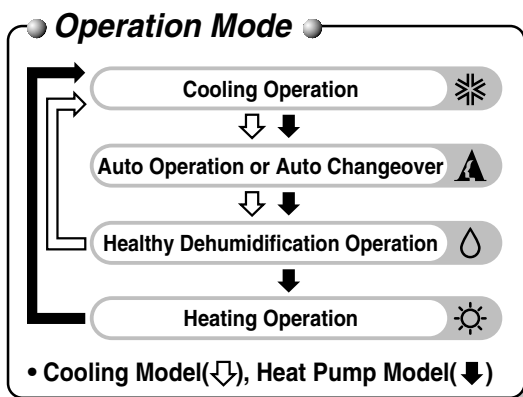 Operation Mode
Cooling Operation
Auto Operation or Auto Changeover
Healthy Dehumidification Operation
Heating Operation
• Cooling Model(⇩), Heat Pump Model(⬇)